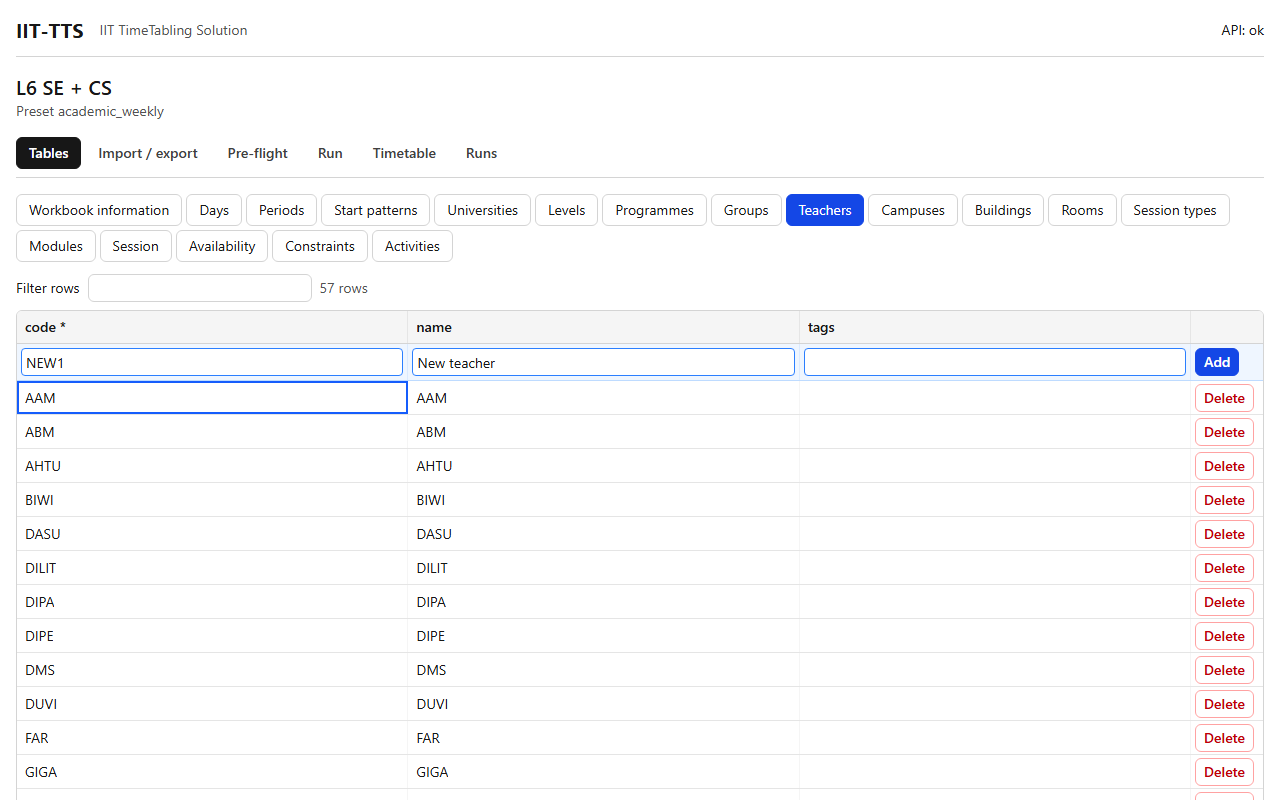 IIT-TTS IIT TimeTabling Solution API: ok
L6 SE + CS
Preset academic_weekly
Tables Import / export Pre-flight Run Timetable Runs
Workbook information Days Periods Start patterns Universities Levels Programmes Groups Teachers Campuses Buildings Rooms Session types
Modules Session Availability Constraints Activities
Filter rows 57 rows
code * name tags
NEW1 New teacher Add
AAM AAM Delete
ABM ABM Delete
AHTU AHTU Delete
BIWI BIWI Delete
DASU DASU Delete
DILIT DILIT Delete
DIPA DIPA Delete
DIPE DIPE Delete
DMS DMS Delete
DUVI DUVI Delete
FAR FAR Delete
GIGA GIGA Delete